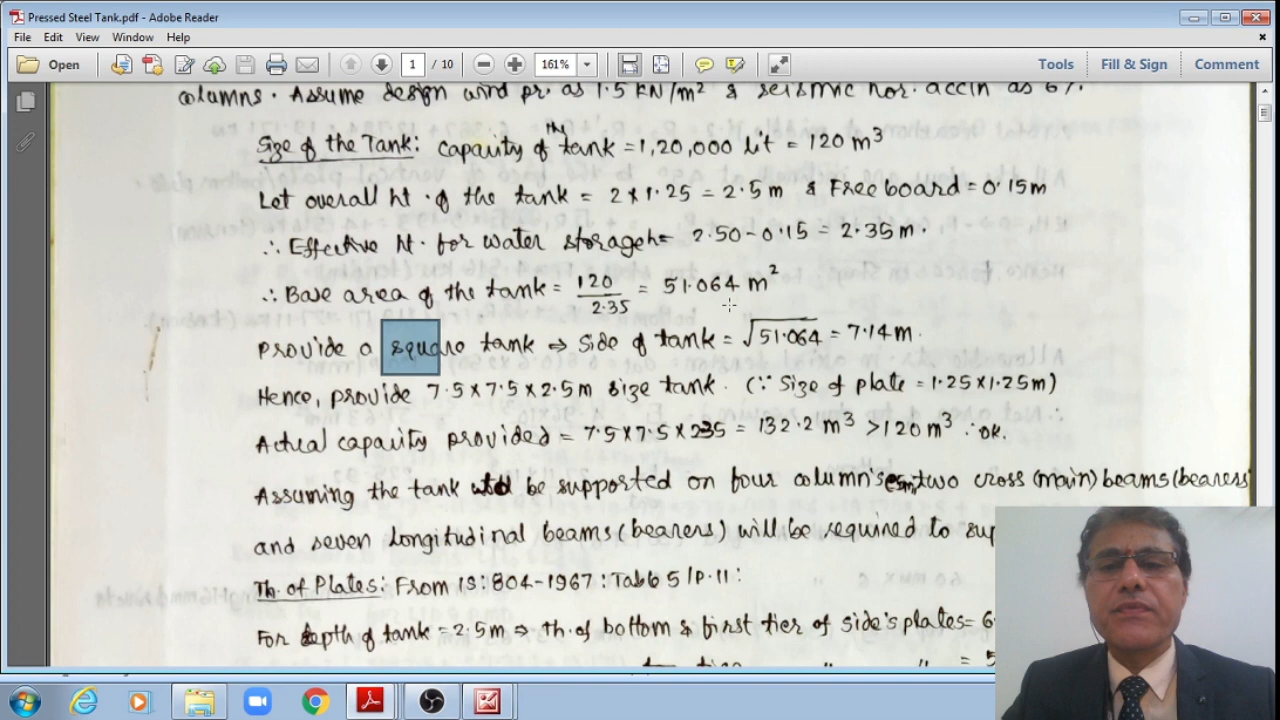 Pressed Steel Tank.pdf - Adobe Reader
File Edit View Window Help
Open 1 / 10 161% Tools Fill & Sign Comment
columns. Assume design wind pr. as 1.5 KN/m² & seismic hor. accln as 6%.
Size of the Tank: Capacity of tank = 1,20,000 lit = 120 m³
Let overall ht. of the tank = 2 x 1.25 = 2.5 m & Free board = 0.15 m
∴ Effective ht. for water storage h = 2.50 - 0.15 = 2.35 m.
∴ Base area of the tank = 120/2.35 = 51.064 m²
Provide a square tank ⇒ Side of tank = √51.064 = 7.14 m.
Hence, provide 7.5 x 7.5 x 2.5 m size tank. (∵ Size of plate = 1.25 x 1.25 m)
Actual capacity provided = 7.5 x 7.5 x 2.35 = 132.2 m³ > 120 m³ ∴ OK.
Assuming the tank to be supported on four column's two cross (main) beams (bearers
and seven longitudinal beams (bearers) will be required to sup
Th. of Plates: From IS: 804-1967: Table 5/P.11:
For depth of tank = 2.5 m ⇒ th. of bottom & first tier of side's plates = 6
" " = 5